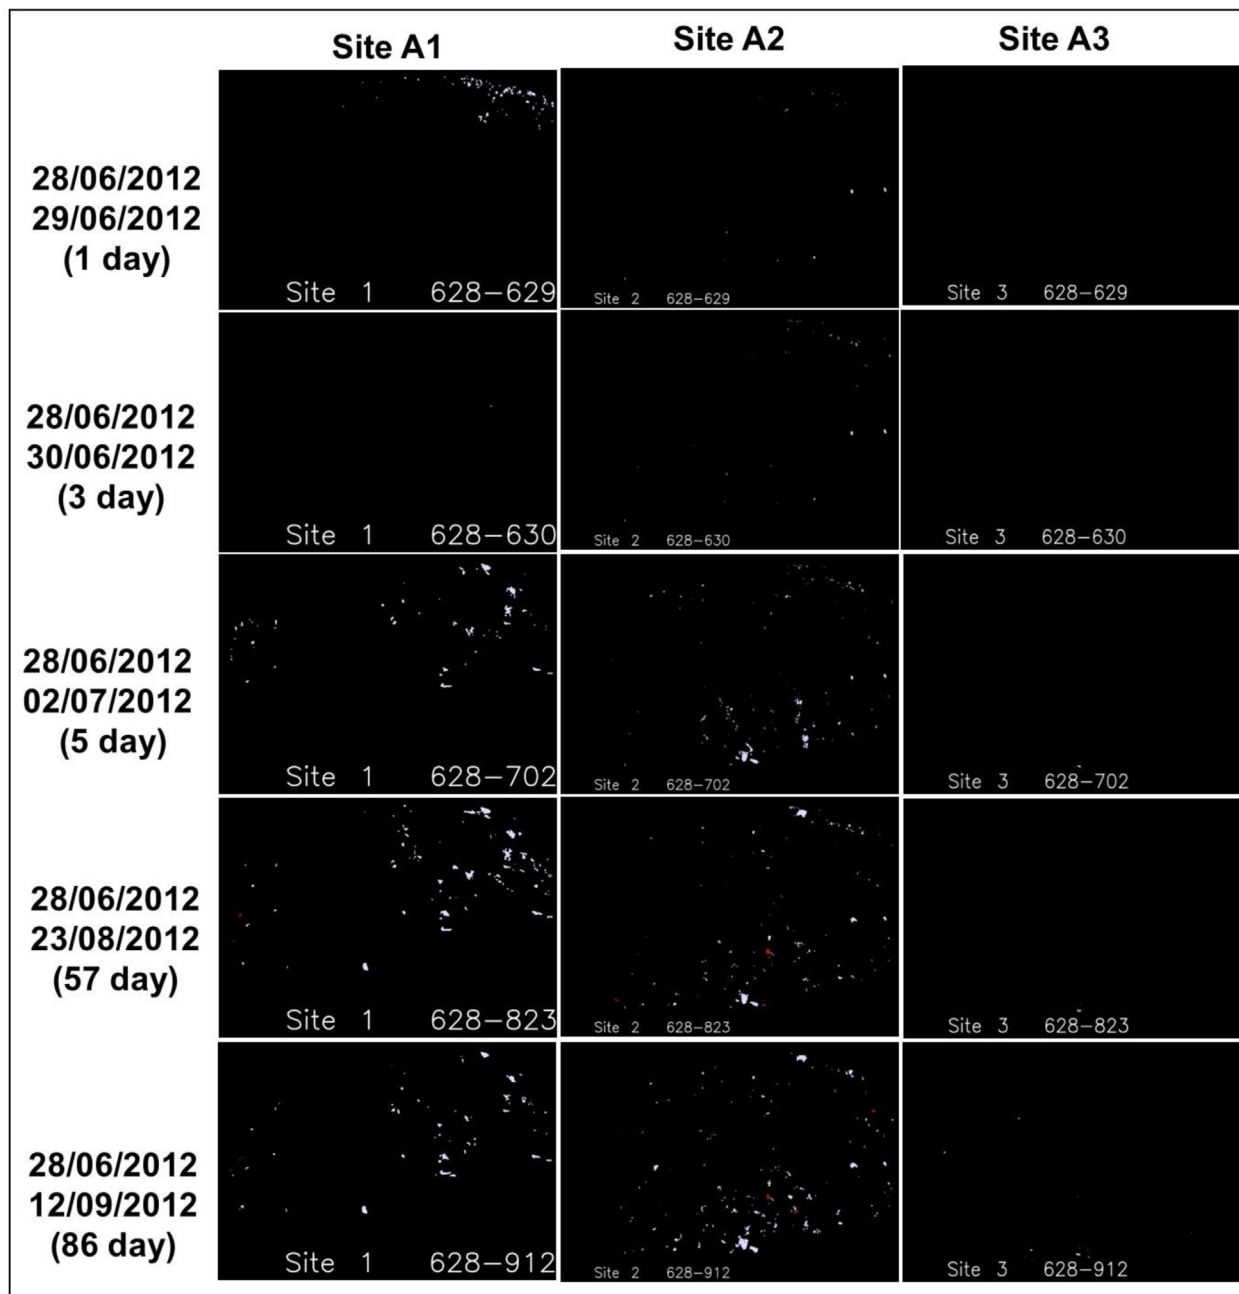 Site A1
Site A2
Site A3
28/06/2012
29/06/2012
(1 day)
Site 1 628-629
Site 2 628-629
Site 3 628-629
28/06/2012
30/06/2012
(3 day)
Site 1 628-630
Site 2 628-630
Site 3 628-630
28/06/2012
02/07/2012
(5 day)
Site 1 628-702
Site 2 628-702
Site 3 628-702
28/06/2012
23/08/2012
(57 day)
Site 1 628-823
Site 2 628-823
Site 3 628-823
28/06/2012
12/09/2012
(86 day)
Site 1 628-912
Site 2 628-912
Site 3 628-912